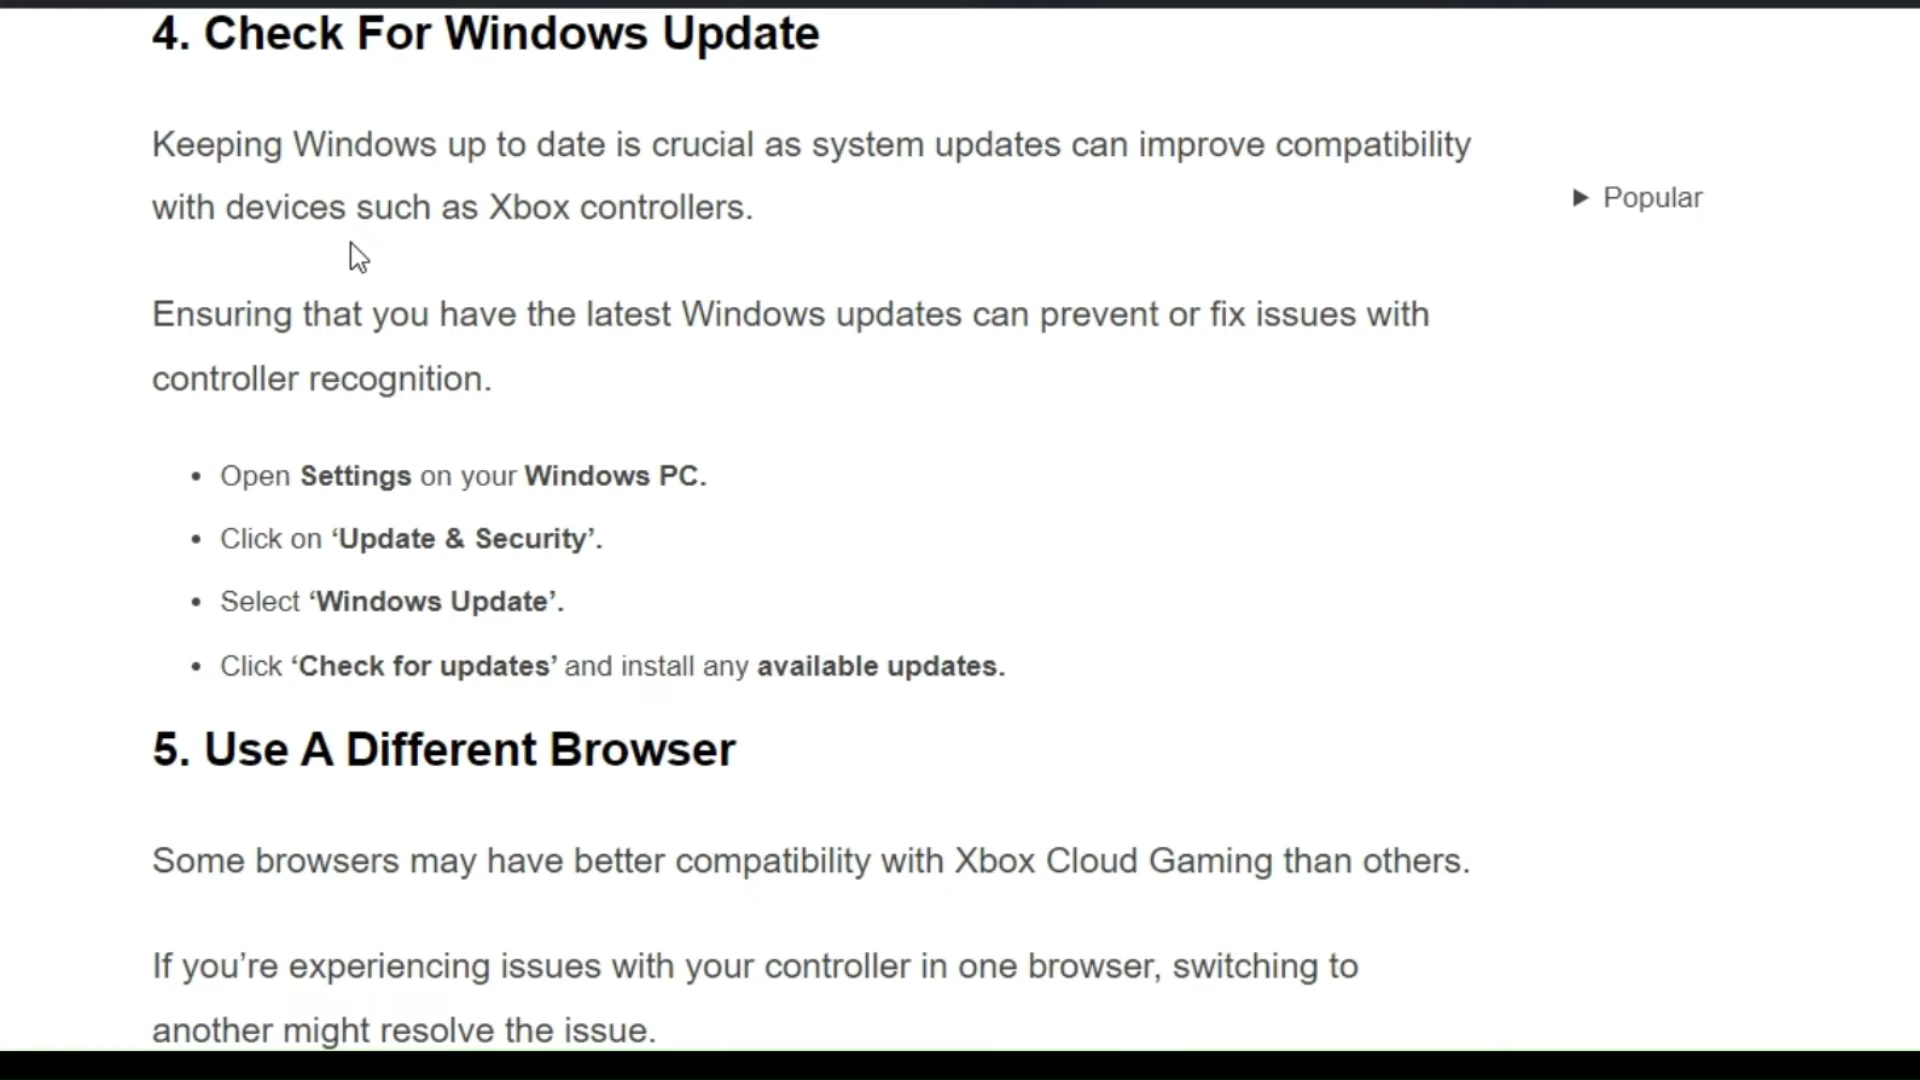 4. Check For Windows Update
Keeping Windows up to date is crucial as system updates can improve compatibility
with devices such as Xbox controllers.
▶ Popular
Ensuring that you have the latest Windows updates can prevent or fix issues with
controller recognition.
• Open Settings on your Windows PC.
• Click on ‘Update & Security’.
• Select ‘Windows Update’.
• Click ‘Check for updates’ and install any available updates.
5. Use A Different Browser
Some browsers may have better compatibility with Xbox Cloud Gaming than others.
If you’re experiencing issues with your controller in one browser, switching to
another might resolve the issue.